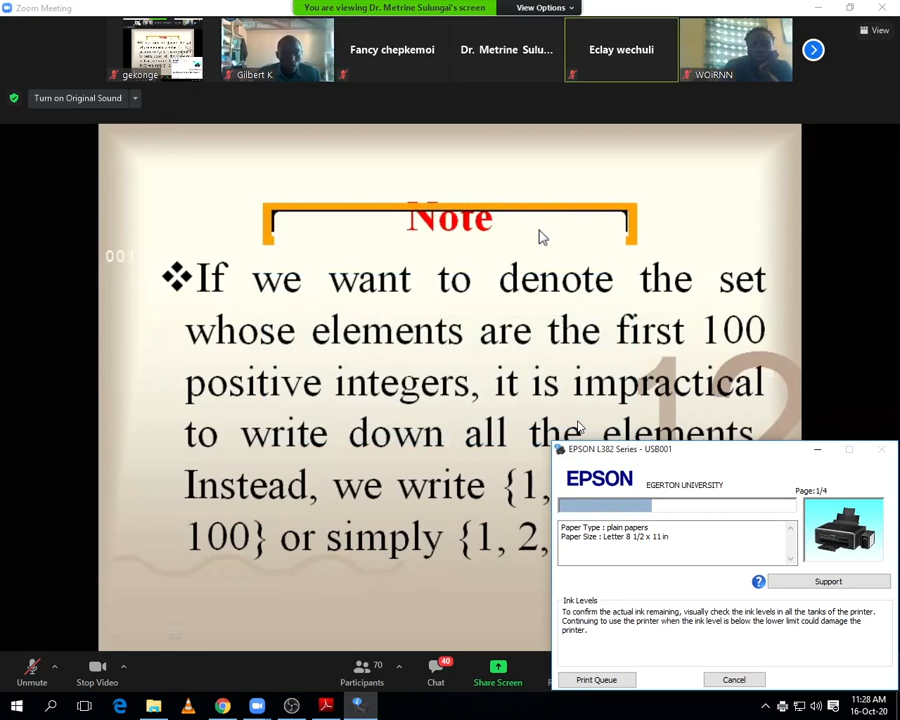 Zoom Meeting
You are viewing Dr. Metrine Sulungai's screen
View Options
View
gekonge
Gilbert K
Fancy chepkemoi
Dr. Metrine Sulu...
Eclay wechuli
WOiRNN
Turn on Original Sound
Note
001
If we want to denote the set
whose elements are the first 100
positive integers, it is impractical
to write down all the elements.
Instead, we write {1,
100} or simply {1, 2,
12
EPSON L382 Series - USB001
EPSON
EGERTON UNIVERSITY
Page:1/4
Paper Type : plain papers
Paper Size : Letter 8 1/2 x 11 in
Support
Ink Levels
To confirm the actual ink remaining, visually check the ink levels in all the tanks of the printer.
Continuing to use the printer when the ink level is below the lower limit could damage the
printer.
Print Queue
Cancel
Unmute
Stop Video
70
Participants
40
Chat
Share Screen
11:28 AM
16-Oct-20